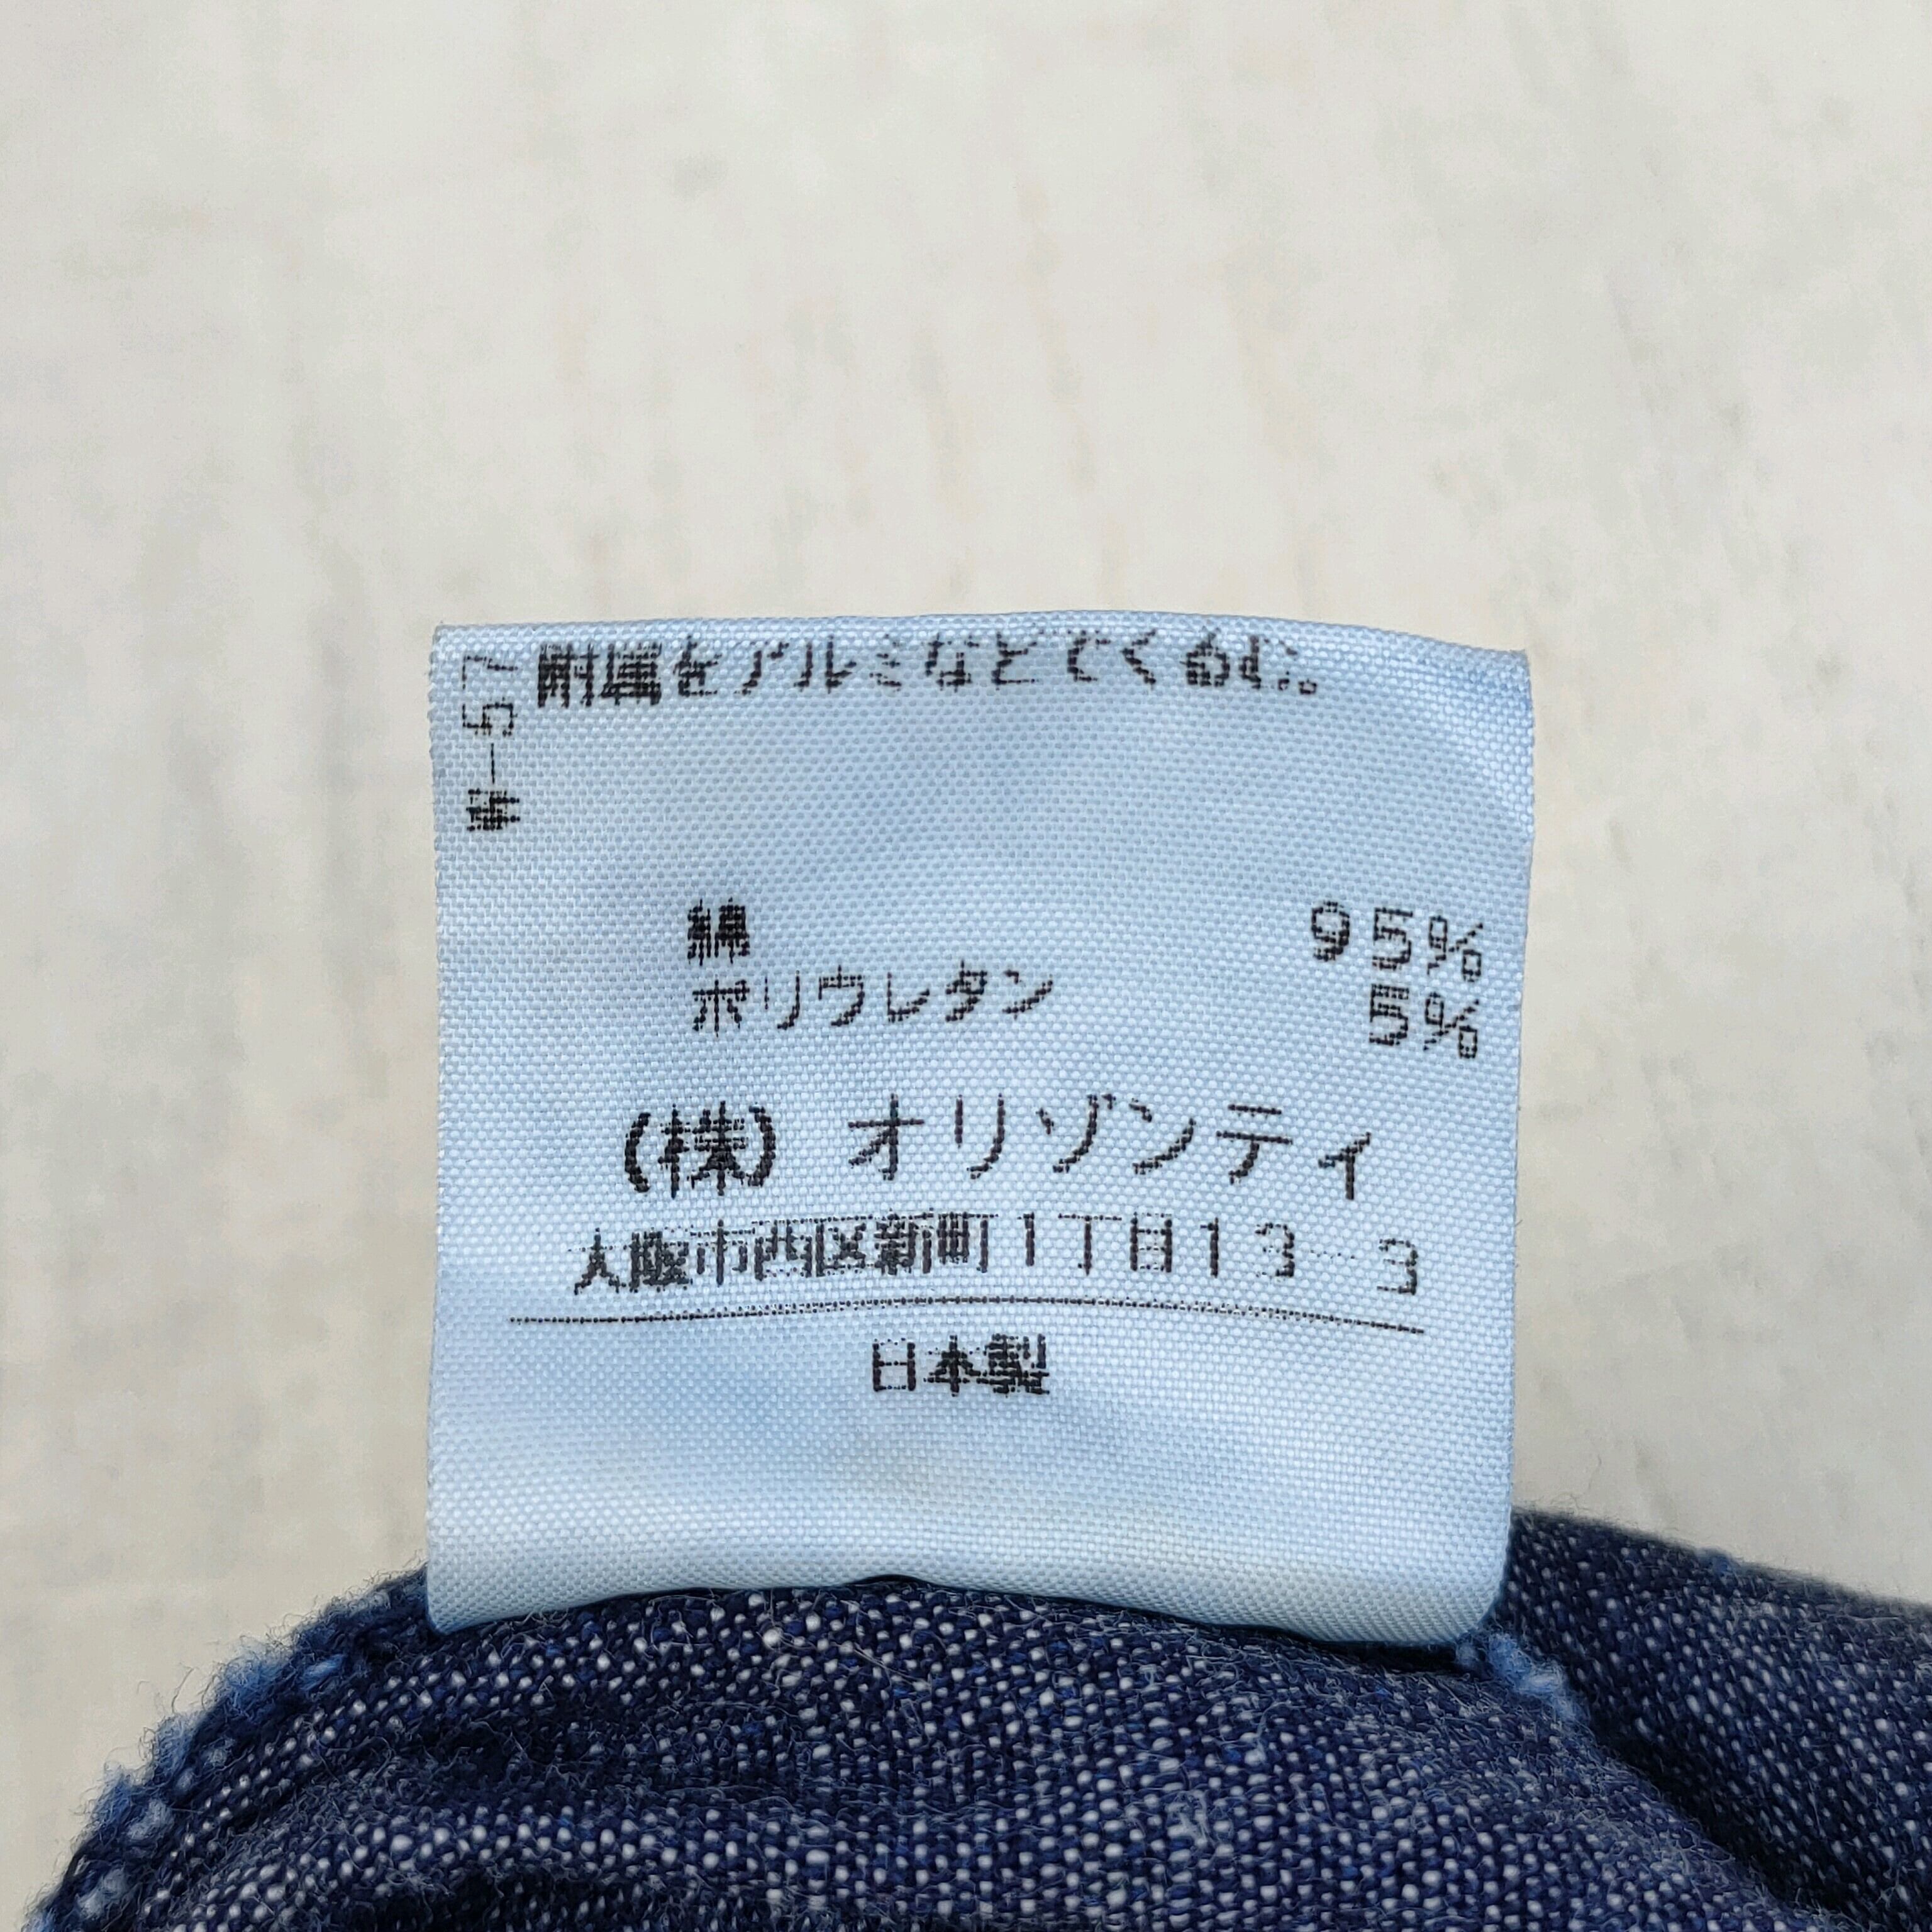 附属をアルミなどでくるむ。
-57
綿 95%
ポリウレタン 5%
(株) オリゾンティ
大阪市西区新町1丁目13-3
日本製